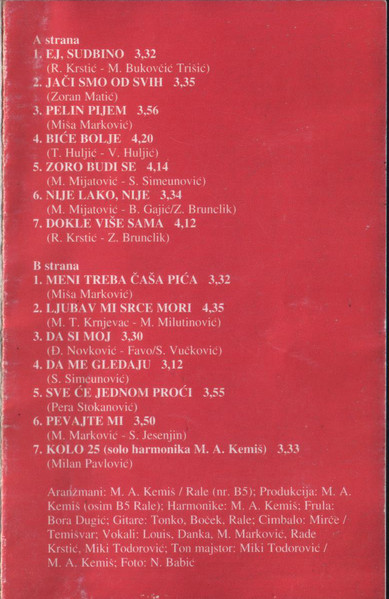 A strana
1. EJ, SUDBINO 3,32
(R. Krstić - M. Bukovčić Trišić)
2. JAČI SMO OD SVIH 3,35
(Zoran Matić)
3. PELIN PIJEM 3,56
(Miša Marković)
4. BIĆE BOLJE 4,20
(T. Huljić - V. Huljić)
5. ZORO BUDI SE 4,14
(M. Mijatović - S. Simeunović)
6. NIJE LAKO, NIJE 3,34
(M. Mijatović - B. Gajić/Z. Brunclik)
7. DOKLE VIŠE SAMA 4,12
(R. Krstić - Z. Brunclik)
B strana
1. MENI TREBA ČAŠA PIĆA 3,32
(Miša Marković)
2. LJUBAV MI SRCE MORI 4,35
(M. T. Krnjevac - M. Milutinović)
3. DA SI MOJ 3,30
(Đ. Novković - Favo/S. Vučković)
4. DA ME GLEDAJU 3,12
(S. Simeunović)
5. SVE ĆE JEDNOM PROĆI 3,55
(Pera Stokanović)
6. PEVAJTE MI 3,50
(M. Marković - S. Jesenjin)
7. KOLO 25 (solo harmonika M. A. Kemiš) 3,33
(Milan Pavlović)
Aranžmani: M. A. Kemiš / Rale (nr. B5); Produkcija: M. A.
Kemiš (osim B5 Rale); Harmonike: M. A. Kemiš; Frula:
Bora Dugić; Gitare: Tonko, Boček, Rale; Cimbalo: Mirče /
Temišvar; Vokali: Louis, Danka, M. Marković, Rade
Krstić, Miki Todorović; Ton majstor: Miki Todorović /
M. A. Kemiš; Foto: N. Babić